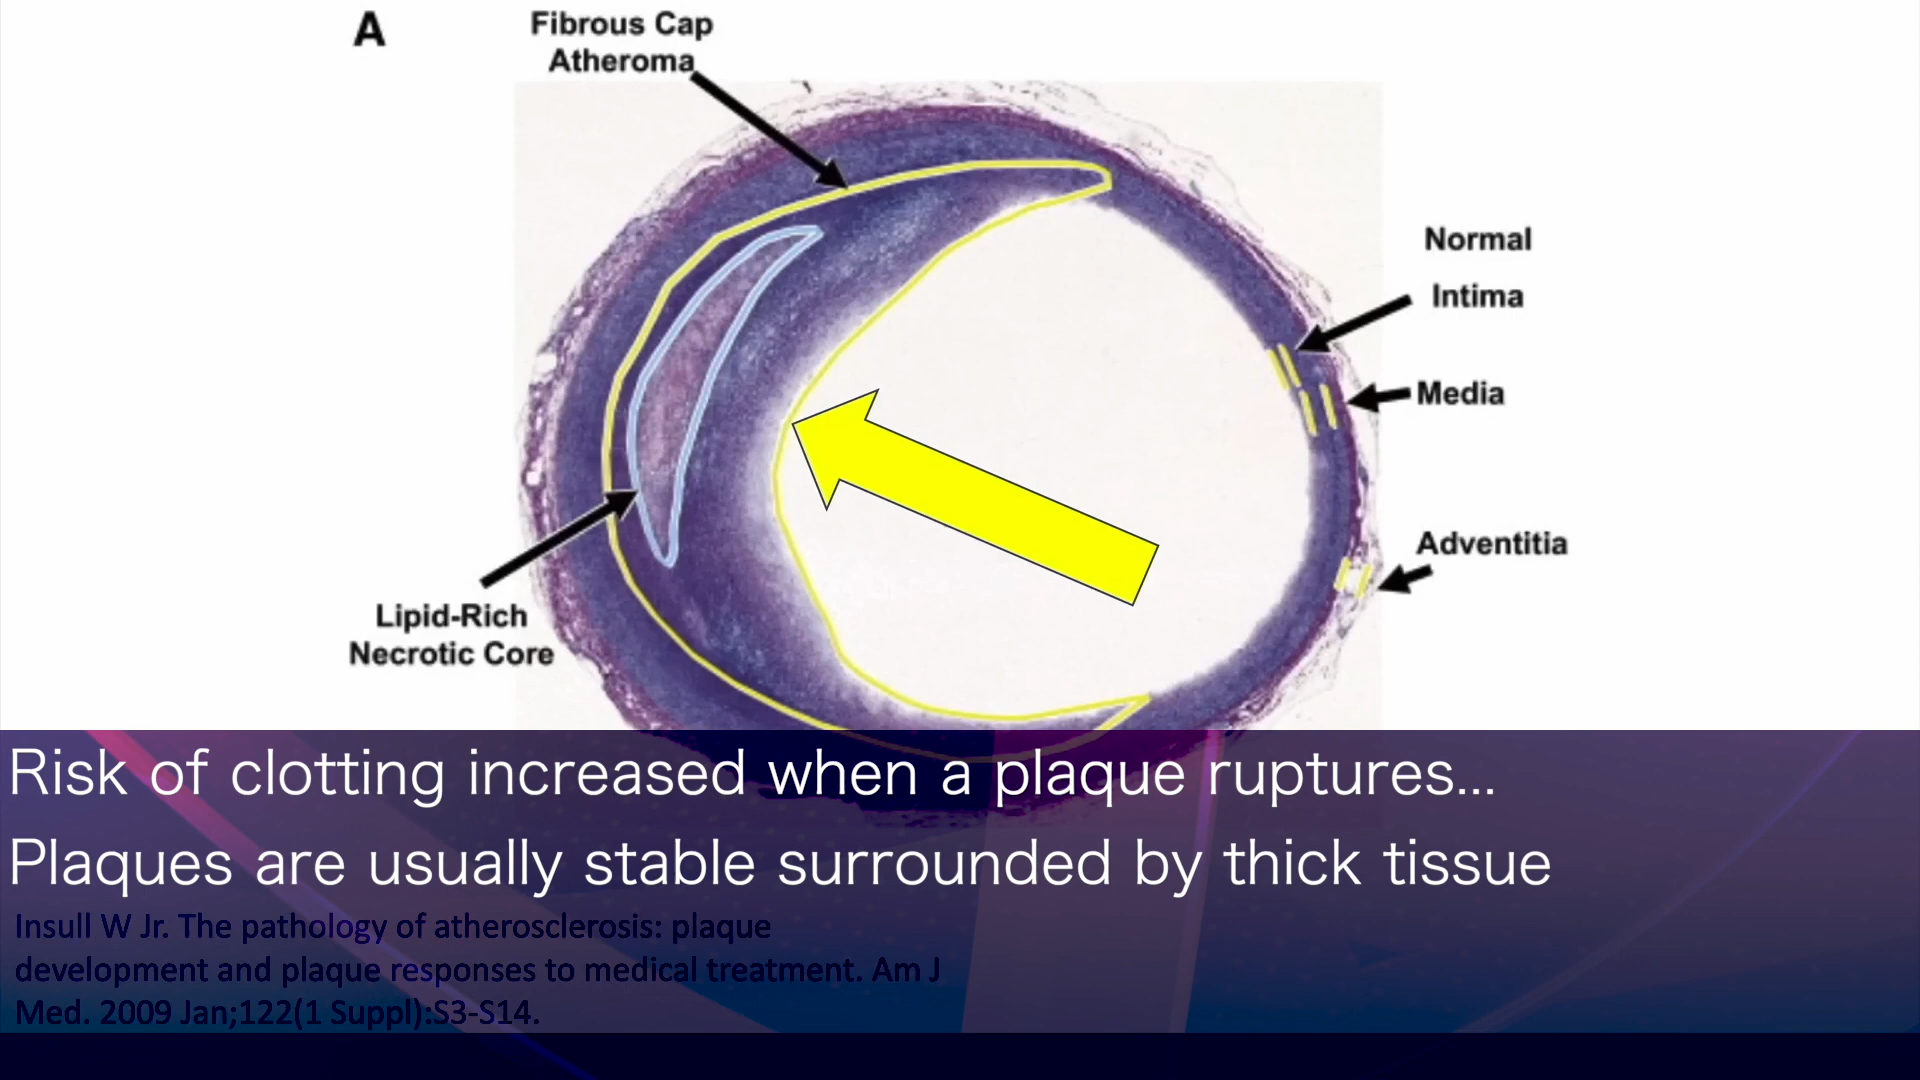 A
Fibrous Cap
Atheroma
Normal
Intima
Media
Adventitia
Lipid-Rich
Necrotic Core
Risk of clotting increased when a plaque ruptures...
Plaques are usually stable surrounded by thick tissue
Insull W Jr. The pathology of atherosclerosis: plaque
development and plaque responses to medical treatment. Am J
Med. 2009 Jan;122(1 Suppl):S3-S14.